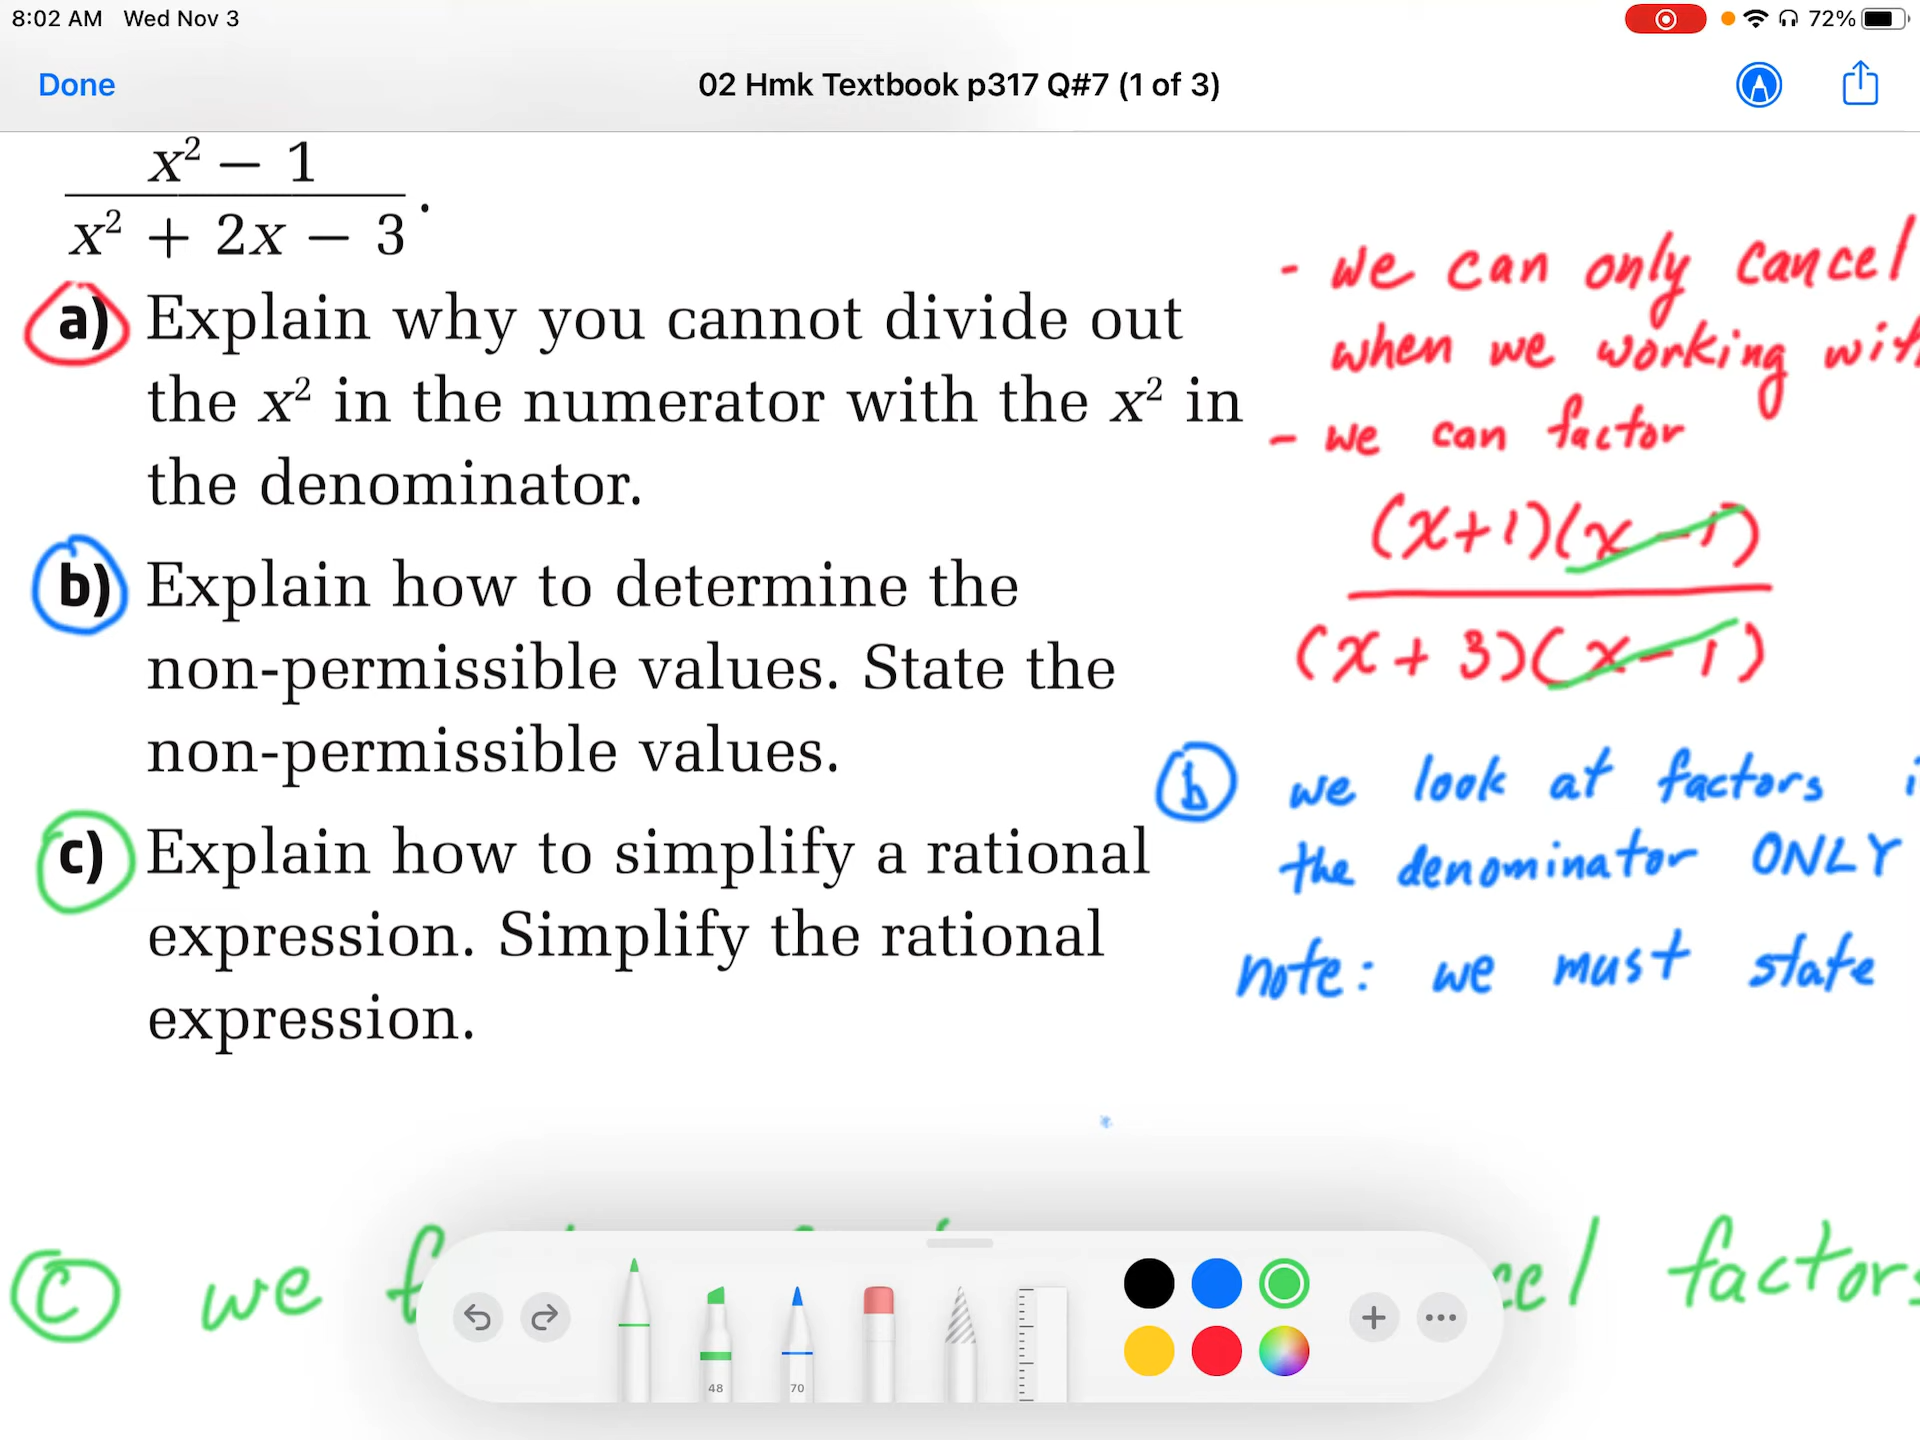 8:02 AM Wed Nov 3 72%
Done 02 Hmk Textbook p317 Q#7 (1 of 3)
x² − 1
x² + 2x − 3 .
a) Explain why you cannot divide out
the x² in the numerator with the x² in
the denominator.
b) Explain how to determine the
non-permissible values. State the
non-permissible values.
c) Explain how to simplify a rational
expression. Simplify the rational
expression.
- we can only cancel
when we working
- we can factor
(x+1)(x-1)
(x+3)(x-1)
b we look at factors
the denominator ONLY
note: we must state
c we factors
48 70